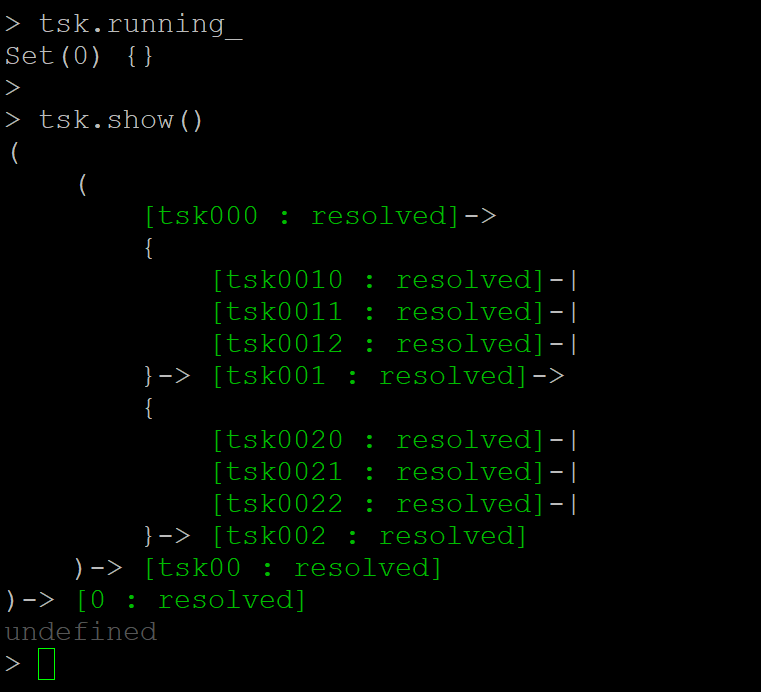 > tsk.running_
Set(0) {}
>
> tsk.show()
(
    (
        [tsk000 : resolved]->
        {
            [tsk0010 : resolved]-|
            [tsk0011 : resolved]-|
            [tsk0012 : resolved]-|
        }-> [tsk001 : resolved]->
        {
            [tsk0020 : resolved]-|
            [tsk0021 : resolved]-|
            [tsk0022 : resolved]-|
        }-> [tsk002 : resolved]
    )-> [tsk00 : resolved]
)-> [0 : resolved]
undefined
>